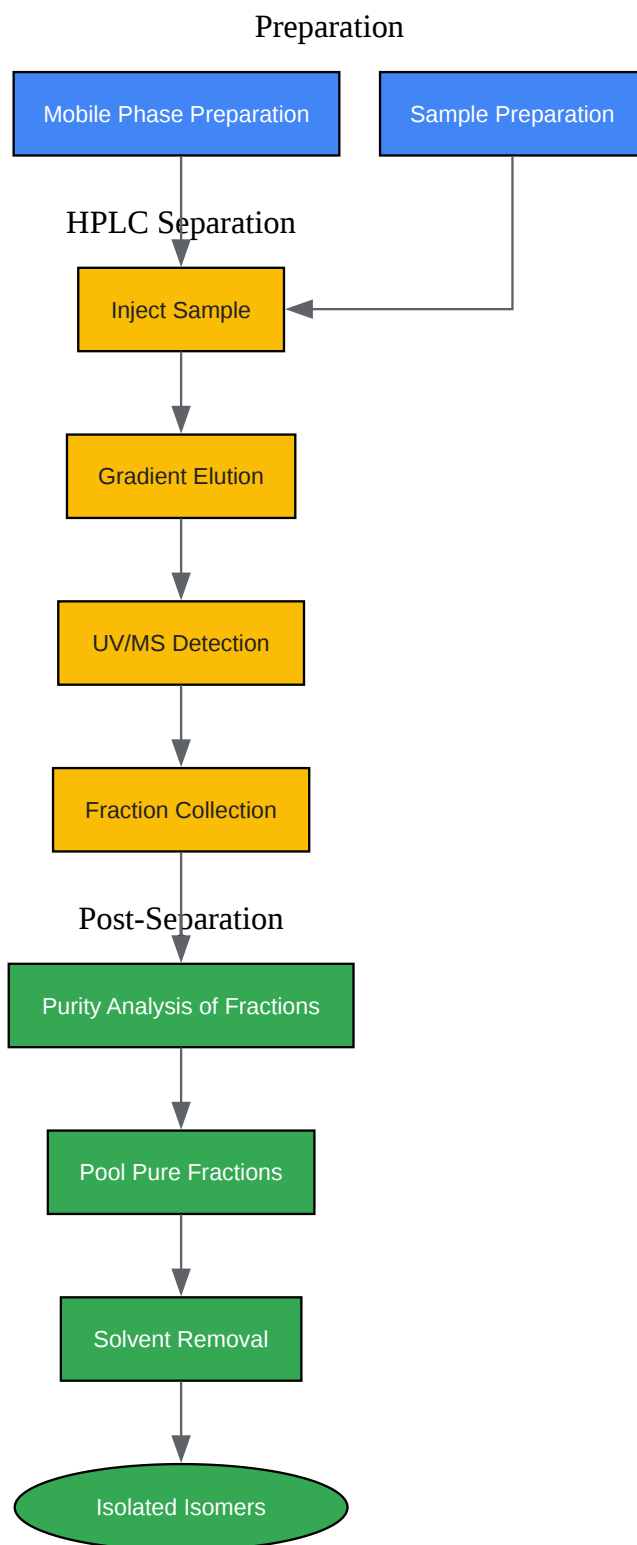 Preparation
Mobile Phase Preparation
Sample Preparation
HPLC Separation
Inject Sample
Gradient Elution
UV/MS Detection
Fraction Collection
Post-Separation
Purity Analysis of Fractions
Pool Pure Fractions
Solvent Removal
Isolated Isomers